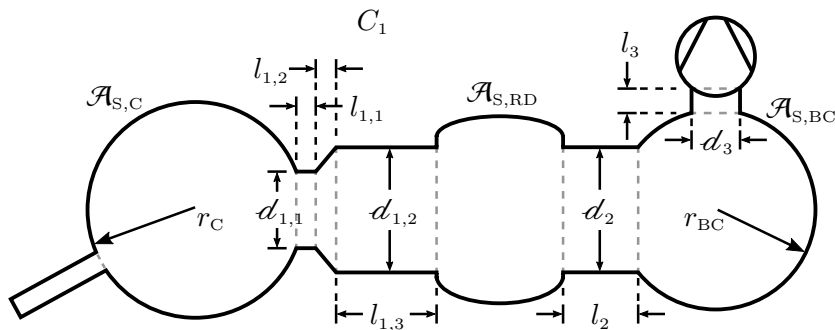 C₁
l₃
l₁,₂
𝒜S,C
l₁,₁
𝒜S,RD
𝒜S,BC
d₃
rC
d₁,₁
d₁,₂
d₂
rBC
l₁,₃
l₂